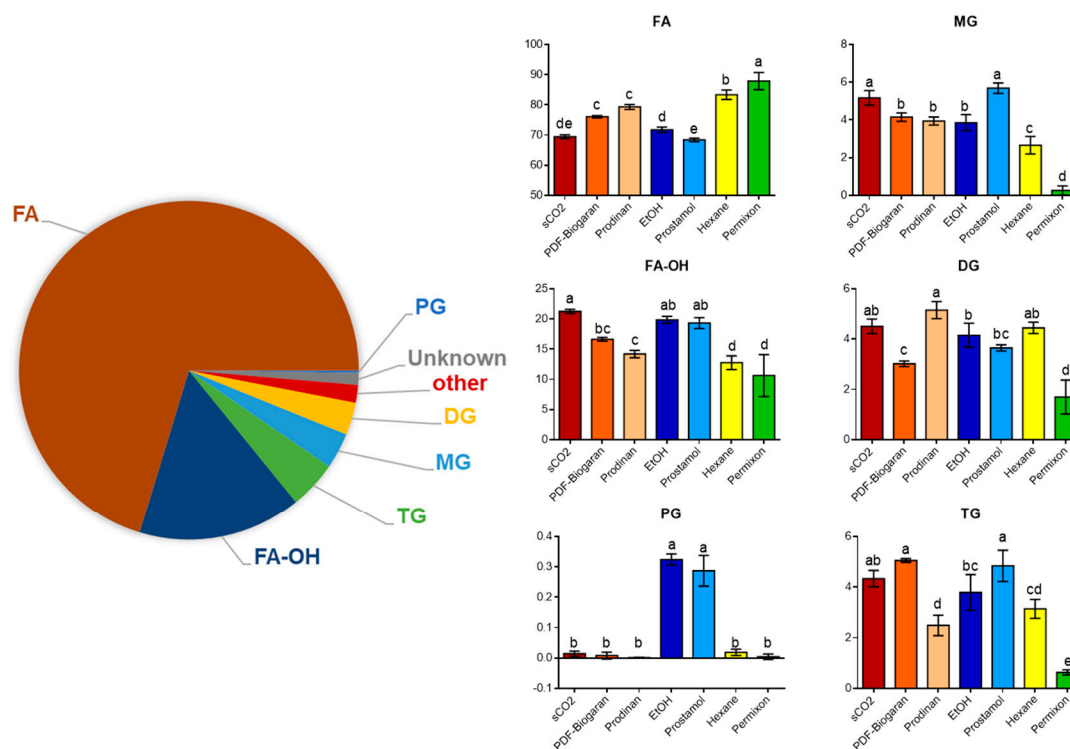 FA
PG
Unknown
other
DG
MG
TG
FA-OH
FA
100
90
80
70
60
50
de
c
c
d
e
b
a
sCO2
PDF-Biogaran
Prodinan
EtOH
Prostamol
Hexane
Permixon
MG
8
6
4
2
0
a
b
b
b
a
c
d
sCO2
PDF-Biogaran
Prodinan
EtOH
Prostamol
Hexane
Permixon
FA-OH
25
20
15
10
5
0
a
bc
c
ab
ab
d
d
sCO2
PDF-Biogaran
Prodinan
EtOH
Prostamol
Hexane
Permixon
DG
6
4
2
0
ab
c
a
b
bc
ab
d
sCO2
PDF-Biogaran
Prodinan
EtOH
Prostamol
Hexane
Permixon
PG
0.4
0.3
0.2
0.1
0.0
-0.1
b
b
b
a
a
b
b
sCO2
PDF-Biogaran
Prodinan
EtOH
Prostamol
Hexane
Permixon
TG
6
4
2
0
ab
a
d
bc
a
cd
e
sCO2
PDF-Biogaran
Prodinan
EtOH
Prostamol
Hexane
Permixon